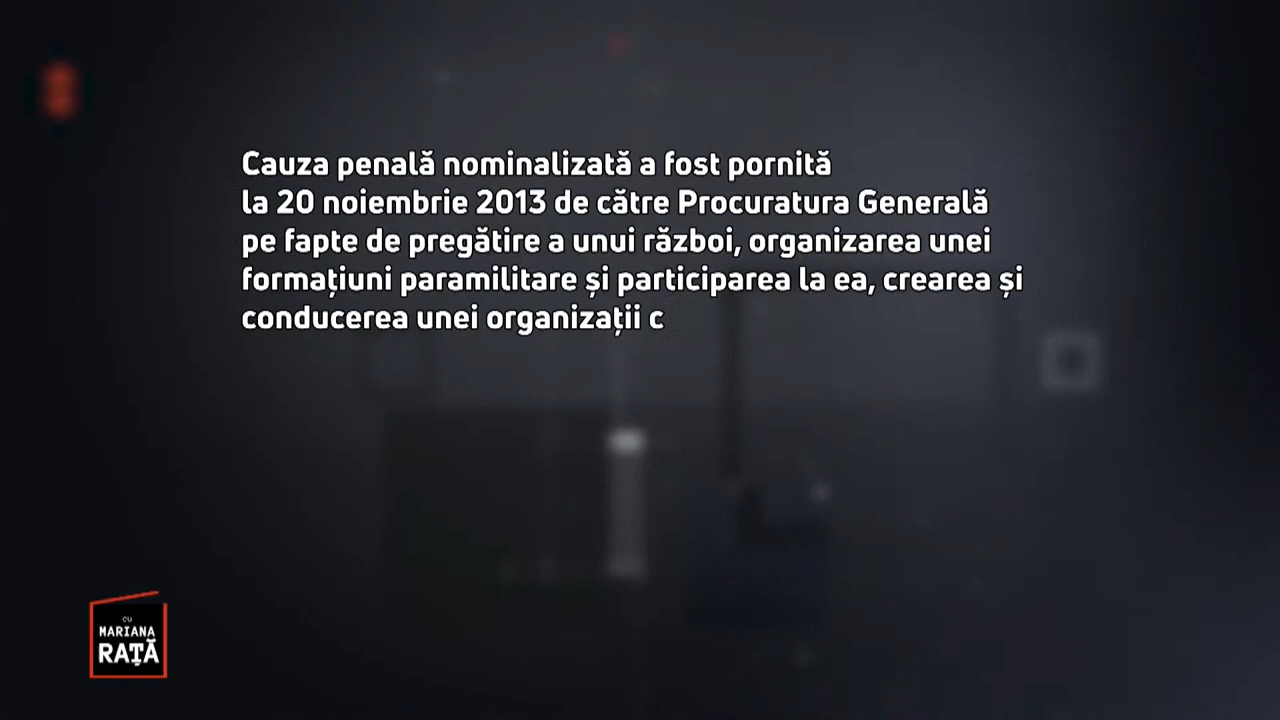 Cauza penală nominalizată a fost pornită
la 20 noiembrie 2013 de către Procuratura Generală
pe fapte de pregătire a unui război, organizarea unei
formațiuni paramilitare și participarea la ea, crearea și
conducerea unei organizații c
CU
MARIANA
RAȚĂ